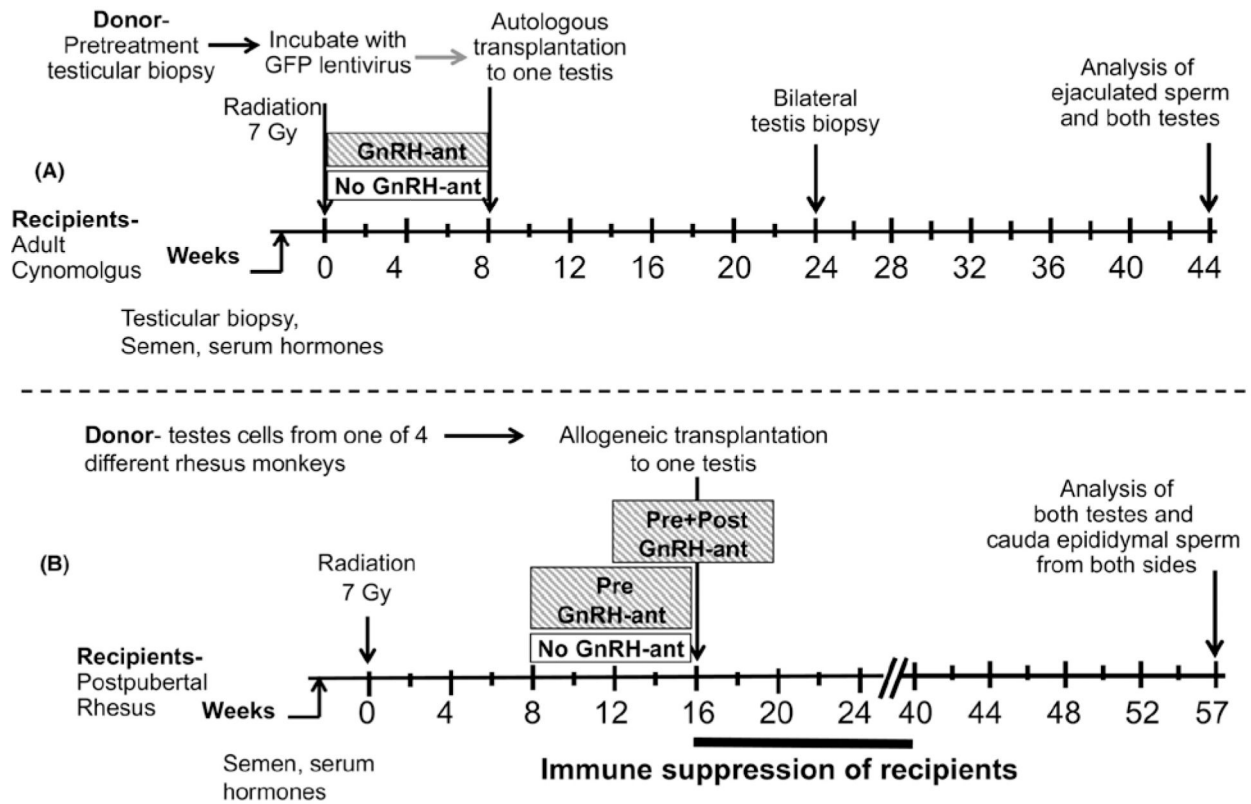 Donor-
Pretreatment
testicular biopsy
Incubate with
GFP lentivirus
Autologous
transplantation
to one testis
Radiation
7 Gy
GnRH-ant
No GnRH-ant
Bilateral
testis biopsy
Analysis of
ejaculated sperm
and both testes
(A)
Recipients-
Adult
Cynomolgus
Weeks
0 4 8 12 16 20 24 28 32 36 40 44
Testicular biopsy,
Semen, serum hormones
Donor- testes cells from one of 4
different rhesus monkeys
Allogeneic transplantation
to one testis
Pre+Post
GnRH-ant
Pre
GnRH-ant
No GnRH-ant
Radiation
7 Gy
Analysis of
both testes and
cauda epididymal sperm
from both sides
(B)
Recipients-
Postpubertal
Rhesus
Weeks
0 4 8 12 16 20 24 40 44 48 52 57
Semen, serum
hormones
Immune suppression of recipients